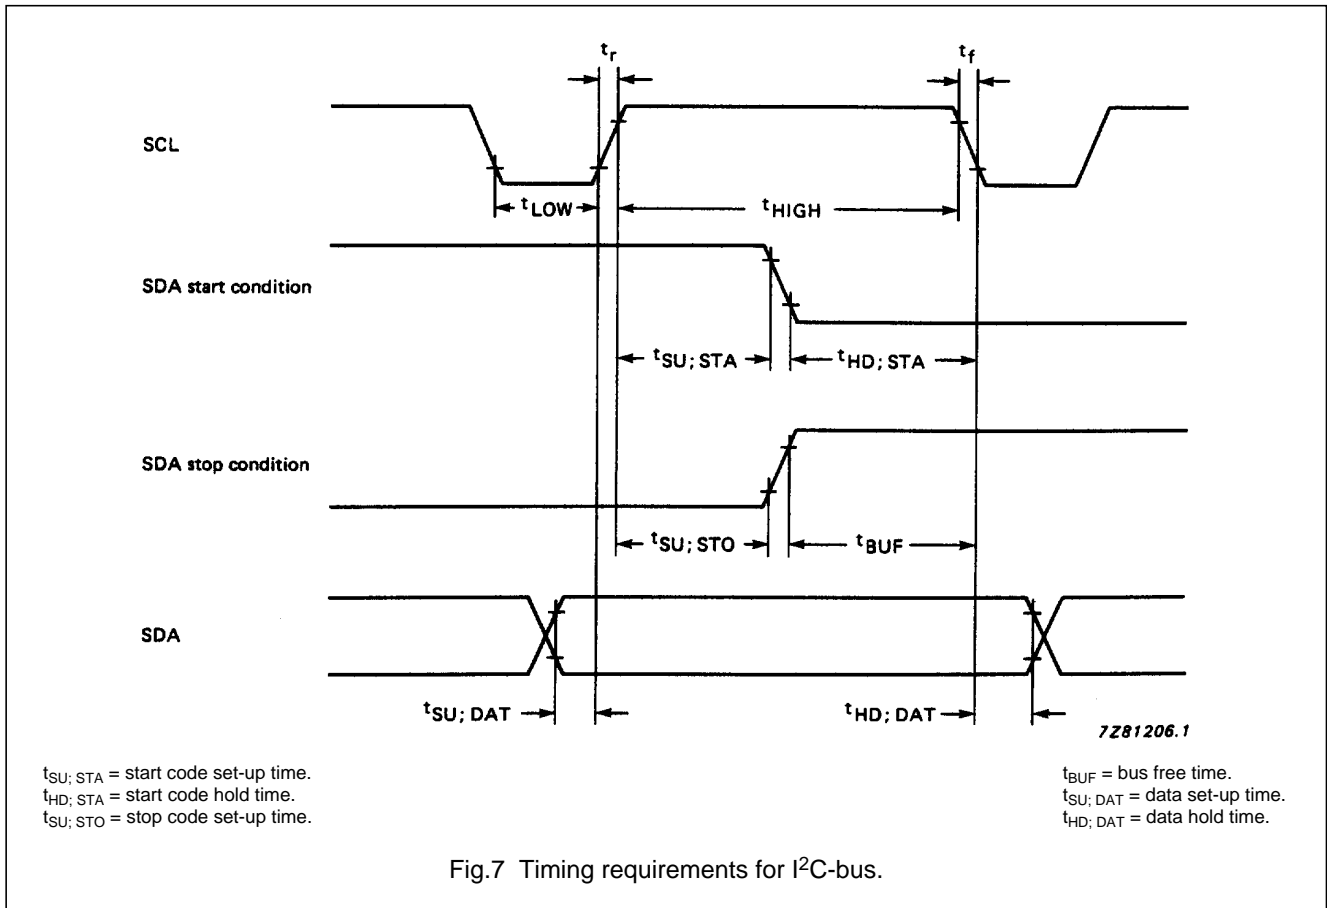 tr
tf
SCL
tLOW
tHIGH
SDA start condition
tSU; STA
tHD; STA
SDA stop condition
tSU; STO
tBUF
SDA
tSU; DAT
tHD; DAT
7Z81206.1
tSU; STA = start code set-up time.
tHD; STA = start code hold time.
tSU; STO = stop code set-up time.
tBUF = bus free time.
tSU; DAT = data set-up time.
tHD; DAT = data hold time.
Fig.7 Timing requirements for I²C-bus.